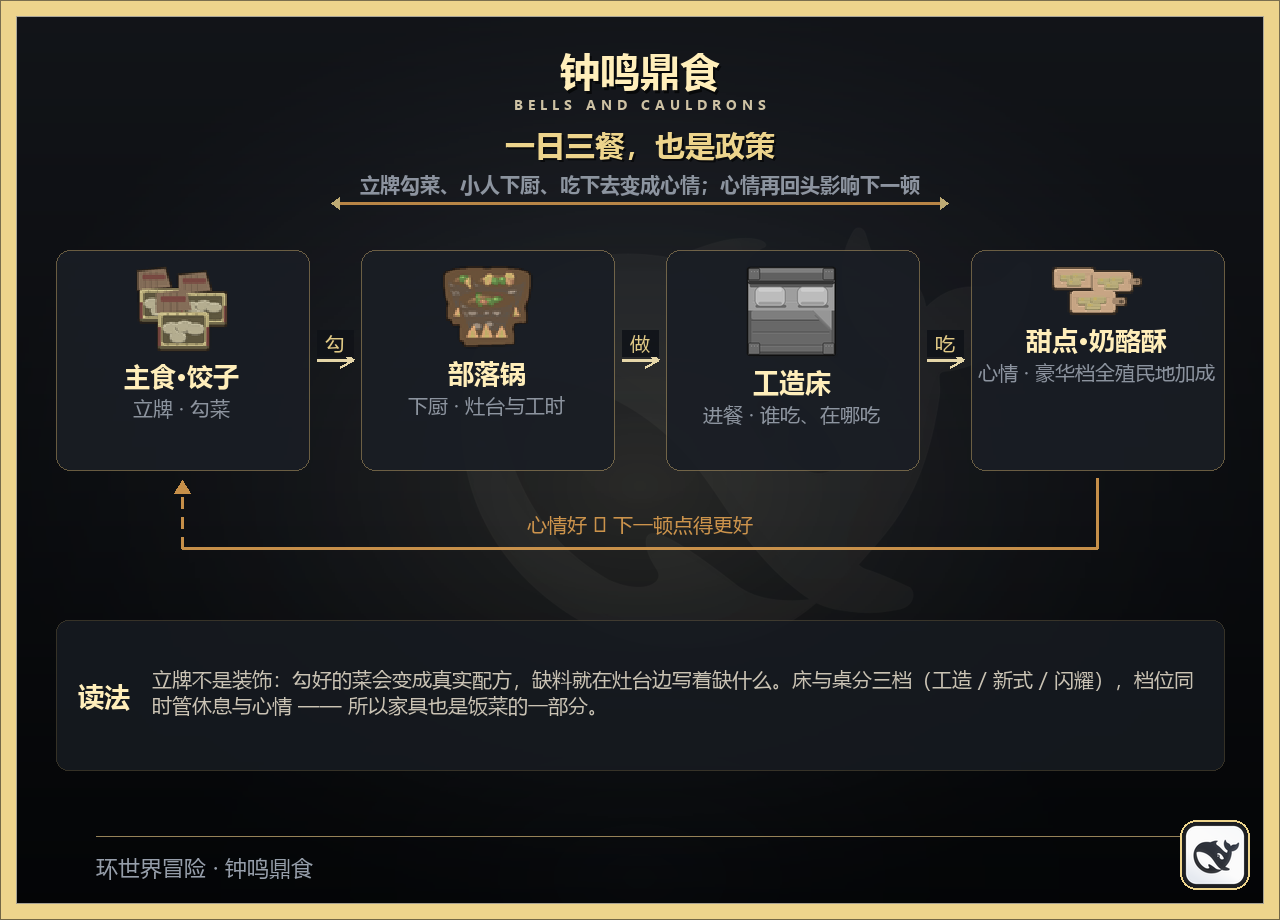 钟鸣鼎食
BELLS AND CAULDRONS
一日三餐，也是政策
立牌勾菜、小人下厨、吃下去变成心情；心情再回头影响下一顿
主食·饺子
立牌 · 勾菜
勾
部落锅
下厨 · 灶台与工时
做
工造床
进餐 · 谁吃、在哪吃
吃
甜点·奶酪酥
心情 · 豪华档全殖民地加成
心情好 ▯ 下一顿点得更好
读法
立牌不是装饰：勾好的菜会变成真实配方，缺料就在灶台边写着缺什么。床与桌分三档（工造 / 新式 / 闪耀），档位同
时管休息与心情 —— 所以家具也是饭菜的一部分。
环世界冒险 · 钟鸣鼎食